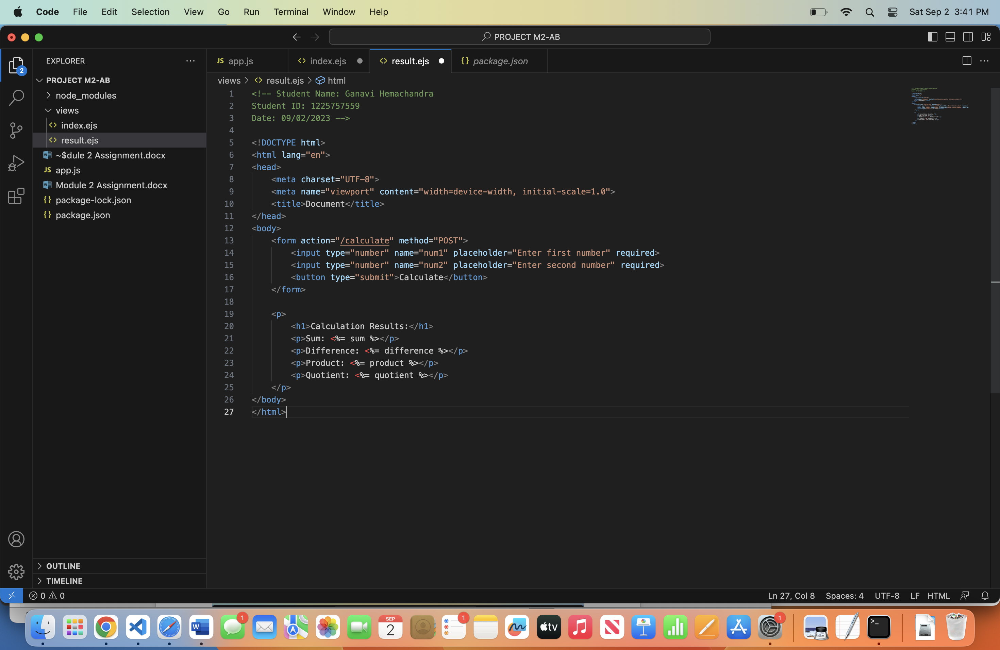 Code File Edit Selection View Go Run Terminal Window Help Sat Sep 2 3:41 PM
PROJECT M2-AB
EXPLORER
JS app.js
index.ejs
result.ejs
{} package.json
2
PROJECT M2-AB
node_modules
views
index.ejs
result.ejs
~$dule 2 Assignment.docx
JS app.js
Module 2 Assignment.docx
{} package-lock.json
{} package.json
OUTLINE
TIMELINE
views > result.ejs > html
1 <!-- Student Name: Ganavi Hemachandra
2 Student ID: 1225757559
3 Date: 09/02/2023 -->
4
5 <!DOCTYPE html>
6 <html lang="en">
7 <head>
8 <meta charset="UTF-8">
9 <meta name="viewport" content="width=device-width, initial-scale=1.0">
10 <title>Document</title>
11 </head>
12 <body>
13 <form action="/calculate" method="POST">
14 <input type="number" name="num1" placeholder="Enter first number" required>
15 <input type="number" name="num2" placeholder="Enter second number" required>
16 <button type="submit">Calculate</button>
17 </form>
18
19 <p>
20 <h1>Calculation Results:</h1>
21 <p>Sum: <%= sum %></p>
22 <p>Difference: <%= difference %></p>
23 <p>Product: <%= product %></p>
24 <p>Quotient: <%= quotient %></p>
25 </p>
26 </body>
27 </html>
0 0 Ln 27, Col 8 Spaces: 4 UTF-8 LF HTML
W
1
SEP
2
1
tv
1
>_